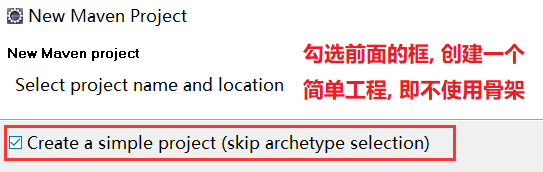 New Maven Project
New Maven project
Select project name and location
勾选前面的框, 创建一个
简单工程, 即不使用骨架
Create a simple project (skip archetype selection)